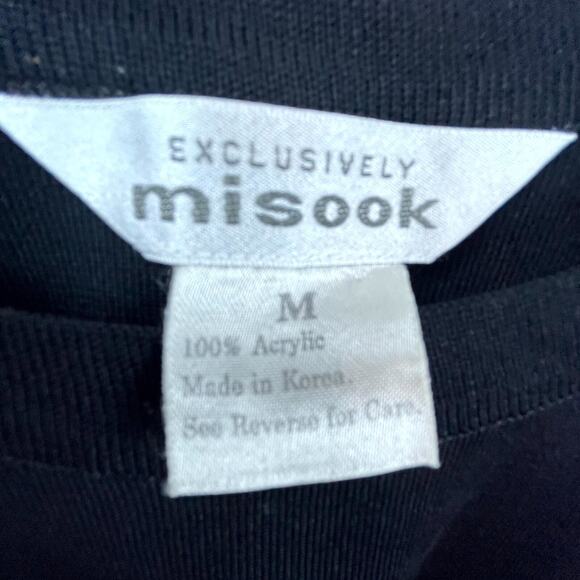 EXCLUSIVELY
misook
M
100% Acrylic
Made in Korea.
See Reverse for Care.